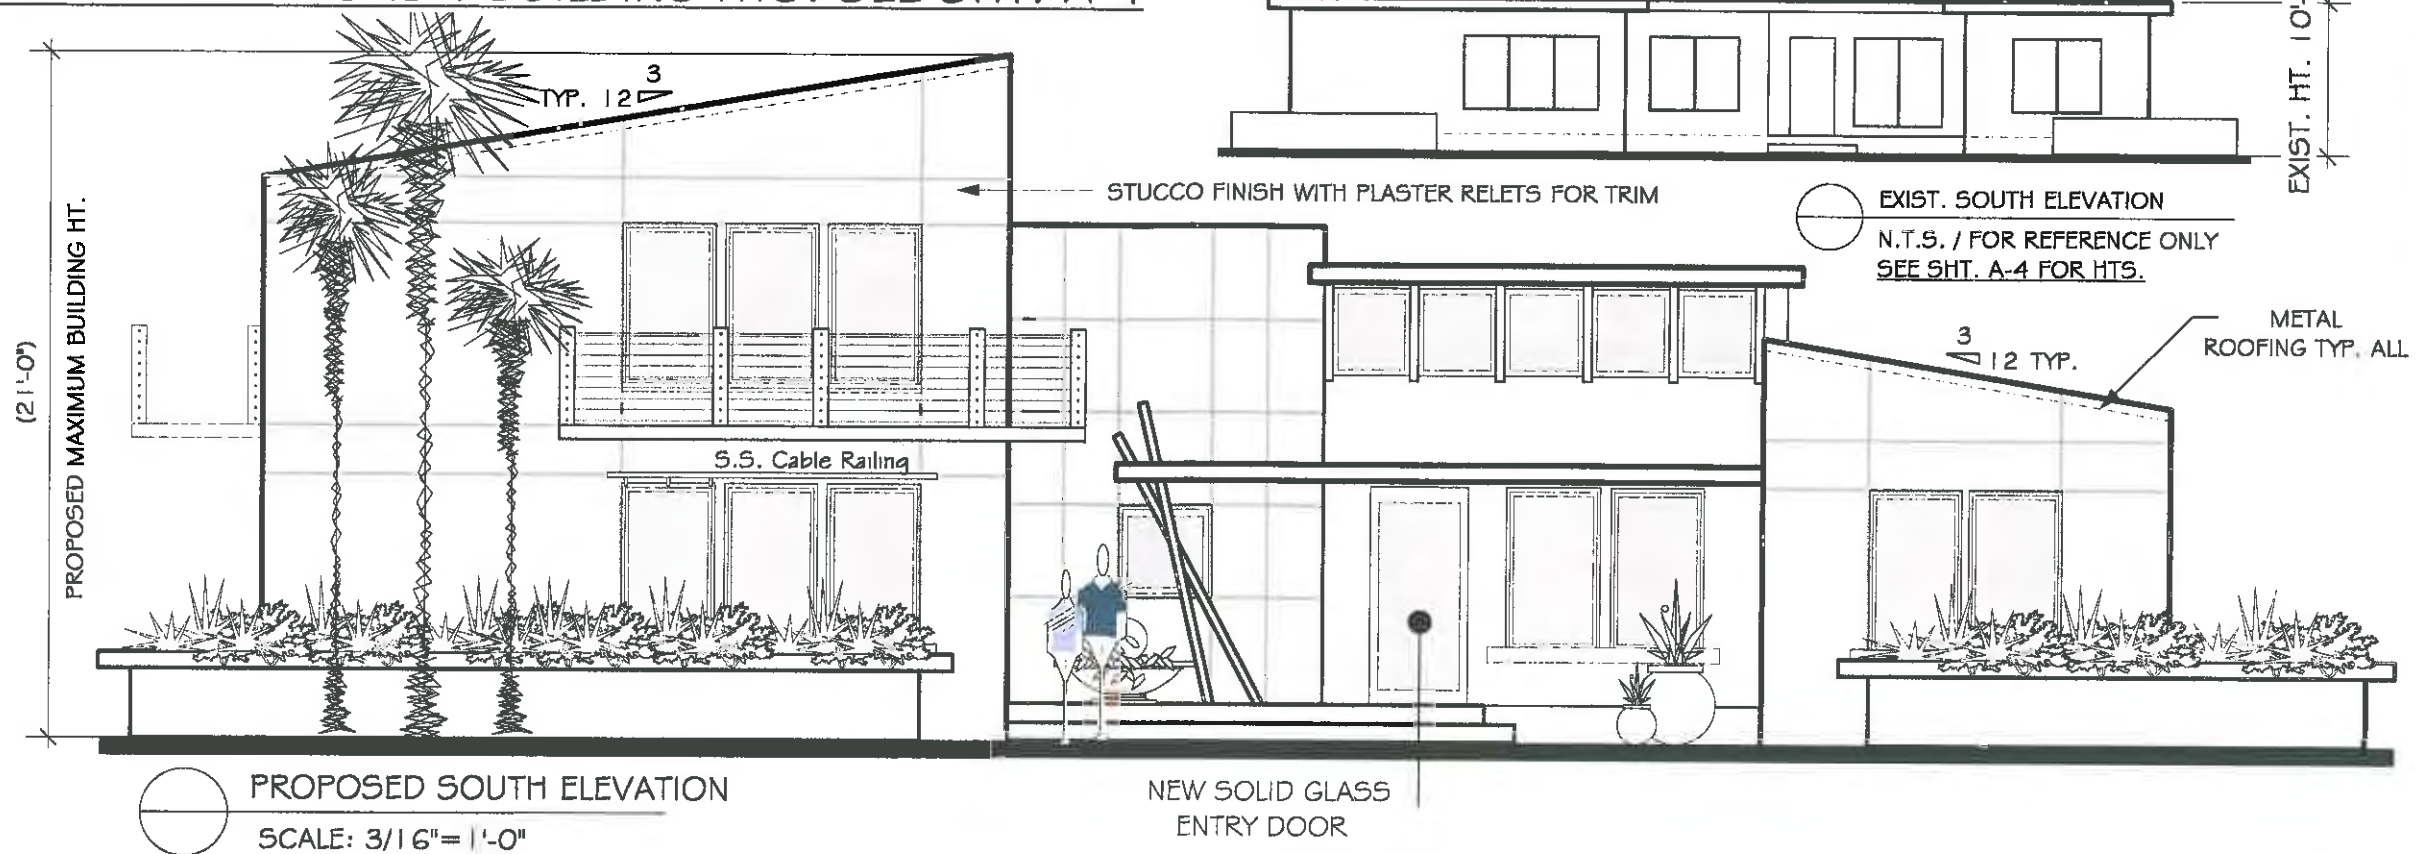 3
TYP. 12
EXIST. HT. 10'-
STUCCO FINISH WITH PLASTER RELETS FOR TRIM
EXIST. SOUTH ELEVATION
N.T.S. / FOR REFERENCE ONLY
SEE SHT. A-4 FOR HTS.
(21'-0")
PROPOSED MAXIMUM BUILDING HT.
METAL
ROOFING TYP. ALL
3
12 TYP.
S.S. Cable Railing
PROPOSED SOUTH ELEVATION
SCALE: 3/16"= 1'-0"
NEW SOLID GLASS
ENTRY DOOR